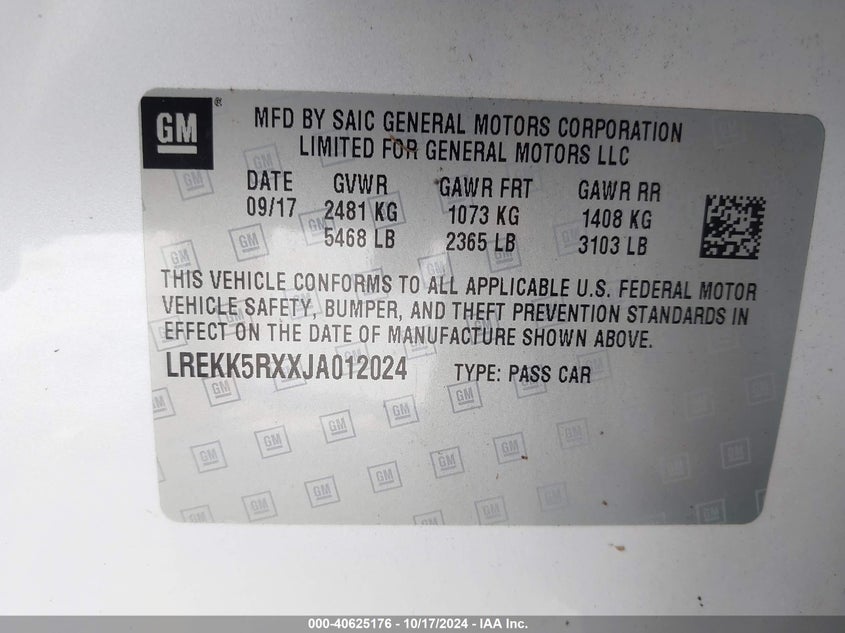 GM®
MFD BY SAIC GENERAL MOTORS CORPORATION
LIMITED FOR GENERAL MOTORS LLC
DATE GVWR GAWR FRT GAWR RR
09/17 2481 KG 1073 KG 1408 KG
5468 LB 2365 LB 3103 LB
THIS VEHICLE CONFORMS TO ALL APPLICABLE U.S. FEDERAL MOTOR
VEHICLE SAFETY, BUMPER, AND THEFT PREVENTION STANDARDS IN
EFFECT ON THE DATE OF MANUFACTURE SHOWN ABOVE.
LREKK5RXXJA012024 TYPE: PASS CAR
000-40625176 - 10/17/2024 - IAA Inc.